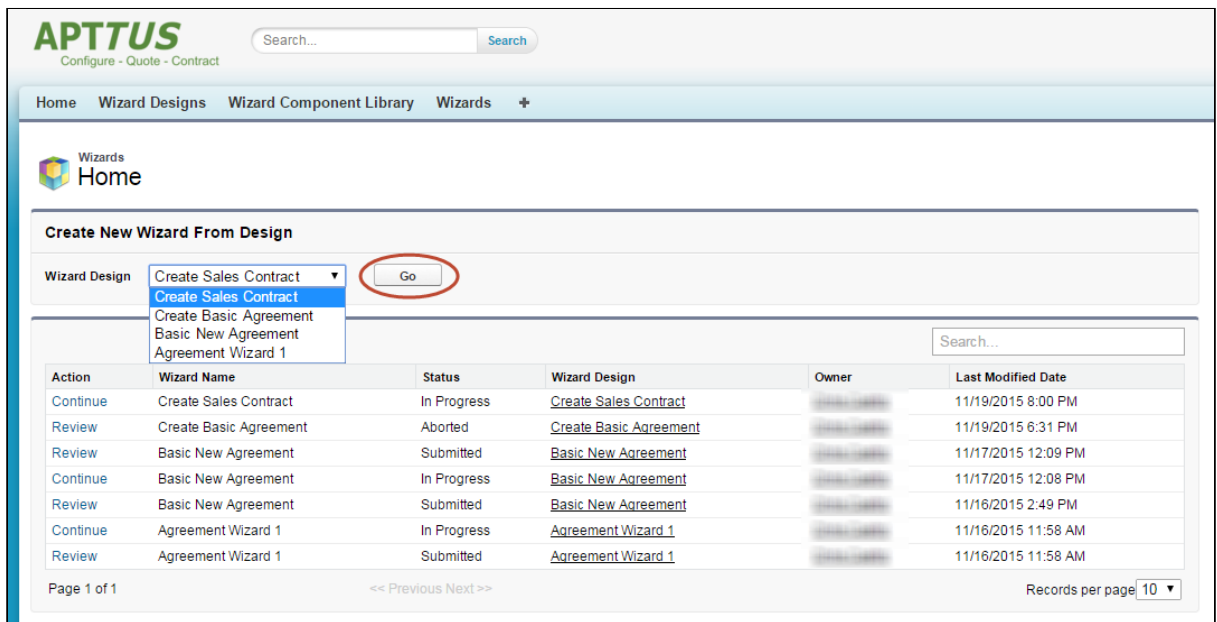 APTTUS
Configure - Quote - Contract
Search... Search
Home Wizard Designs Wizard Component Library Wizards +
Wizards
Home
Create New Wizard From Design
Wizard Design Create Sales Contract ▼ Go
Create Sales Contract
Create Basic Agreement
Basic New Agreement
Agreement Wizard 1
Search...
Action Wizard Name Status Wizard Design Owner Last Modified Date
Continue Create Sales Contract In Progress Create Sales Contract 11/19/2015 8:00 PM
Review Create Basic Agreement Aborted Create Basic Agreement 11/19/2015 6:31 PM
Review Basic New Agreement Submitted Basic New Agreement 11/17/2015 12:09 PM
Continue Basic New Agreement In Progress Basic New Agreement 11/17/2015 12:08 PM
Review Basic New Agreement Submitted Basic New Agreement 11/16/2015 2:49 PM
Continue Agreement Wizard 1 In Progress Agreement Wizard 1 11/16/2015 11:58 AM
Review Agreement Wizard 1 Submitted Agreement Wizard 1 11/16/2015 11:58 AM
Page 1 of 1 << Previous Next >> Records per page 10 ▼